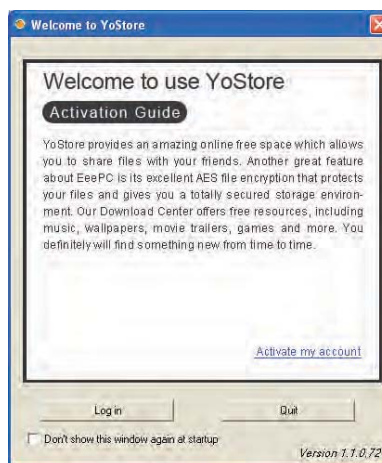 Welcome to YoStore
Welcome to use YoStore
Activation Guide
YoStore provides an amazing online free space which allows
you to share files with your friends. Another great feature
about EeePC is its excellent AES file encryption that protects
your files and gives you a totally secured storage environ-
ment. Our Download Center offers free resources, including
music, wallpapers, movie trailers, games and more. You
definitely will find something new from time to time.
Activate my account
Log in
Quit
Don't show this window again at startup
Version 1.1.0.72